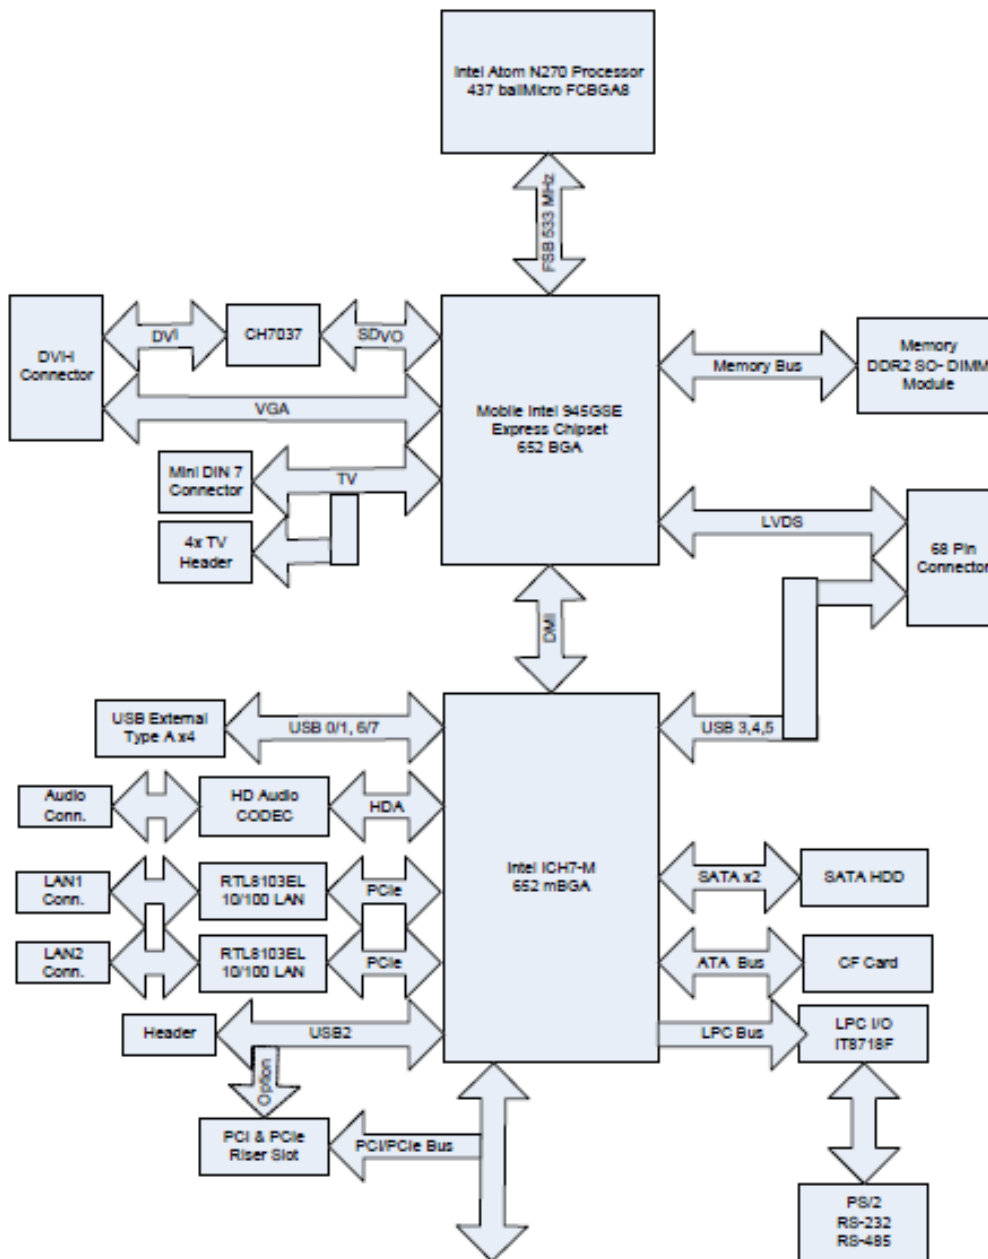 Intel Atom N270 Processor
437 ballMicro FCBGA8
FSB 533 MHz
DVI-I
Connector
DVI
CH7037
SDVO
VGA
Mobile Intel 945GSE
Express Chipset
652 BGA
Memory Bus
Memory
DDR2 SO- DIMM
Module
Mini DIN 7
Connector
TV
4x TV
Header
LVDS
68 Pin
Connector
DMI
USB External
Type A x4
USB 0/1, 6/7
USB 3,4,5
Audio
Conn.
HD Audio
CODEC
HDA
Intel ICH7-M
652 mBGA
LAN1
Conn.
RTL8103EL
10/100 LAN
PCIe
SATA x2
SATA HDD
LAN2
Conn.
RTL8103EL
10/100 LAN
PCIe
ATA Bus
CF Card
Header
USB2
LPC Bus
LPC I/O
IT8718F
Option
PCI & PCIe
Riser Slot
PCI/PCIe Bus
PS/2
RS-232
RS-485